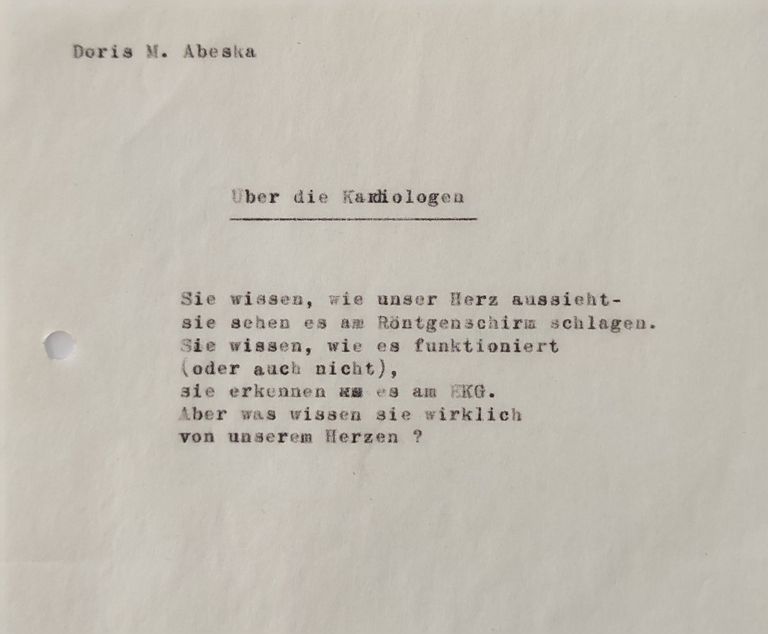 Doris M. Abeska
Über die Kardiologen
Sie wissen, wie unser Herz aussieht-
sie sehen es am Röntgenschirm schlagen.
Sie wissen, wie es funktioniert
(oder auch nicht),
sie erkennen es am EKG.
Aber was wissen sie wirklich
von unserem Herzen ?